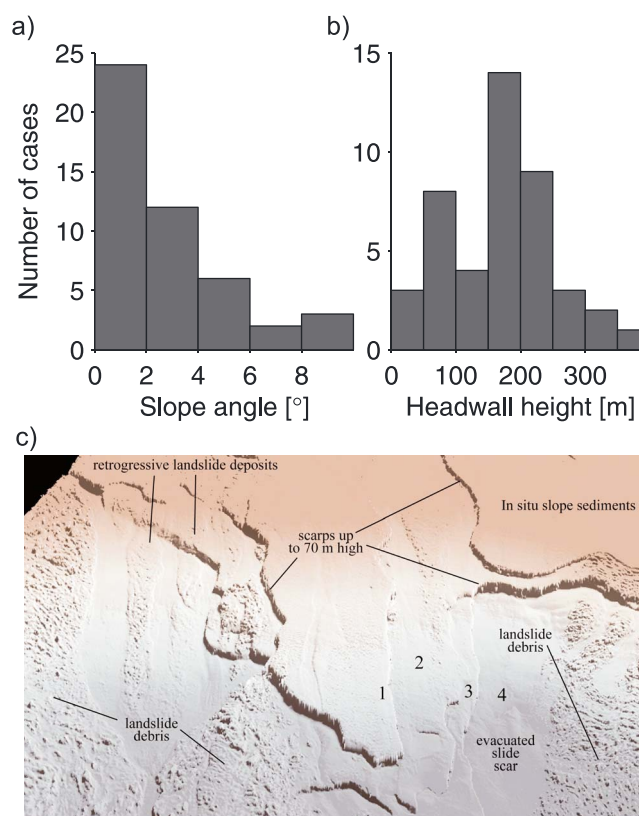 a)
b)
25
20
15
10
5
0
Number of cases
0 2 4 6 8
Slope angle [°]
15
10
5
0
0 100 200 300
Headwall height [m]
c)
retrogressive landslide deposits
scarps up
to 70 m high
In situ slope sediments
landslide
debris
2
1
3
4
landslide
debris
evacuated
slide
scar